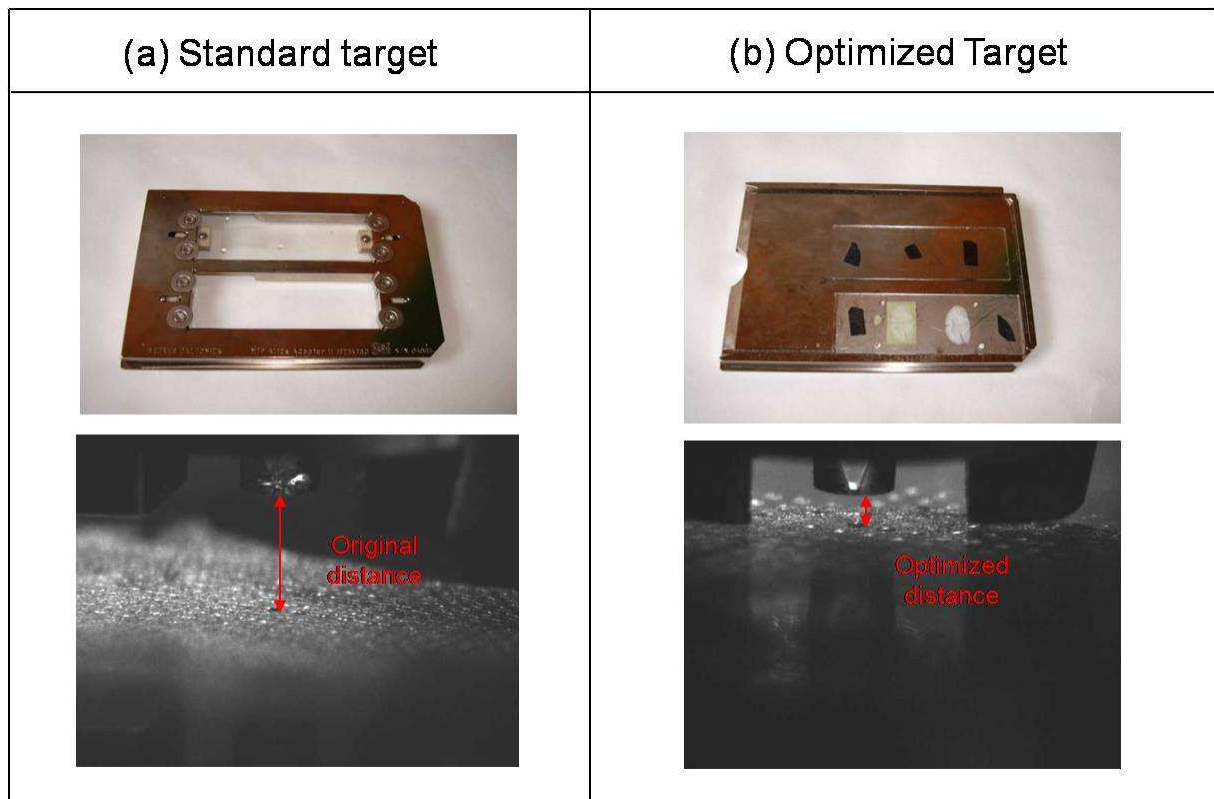 (a) Standard target
(b) Optimized Target
Original
distance
Optimized
distance